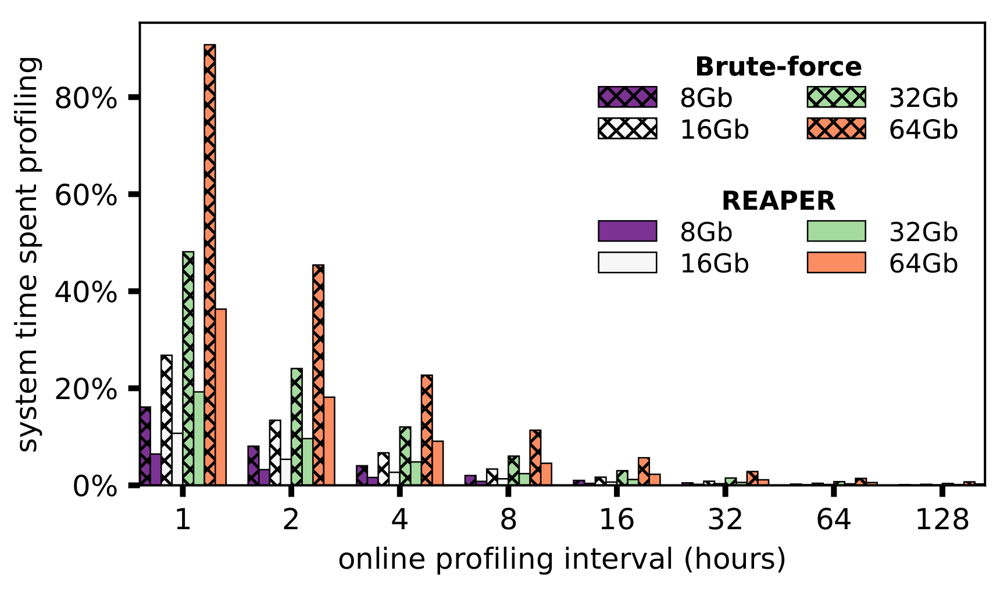 system time spent profiling
80%
60%
40%
20%
0%
Brute-force
8Gb 32Gb
16Gb 64Gb
REAPER
8Gb 32Gb
16Gb 64Gb
1 2 4 8 16 32 64 128
online profiling interval (hours)